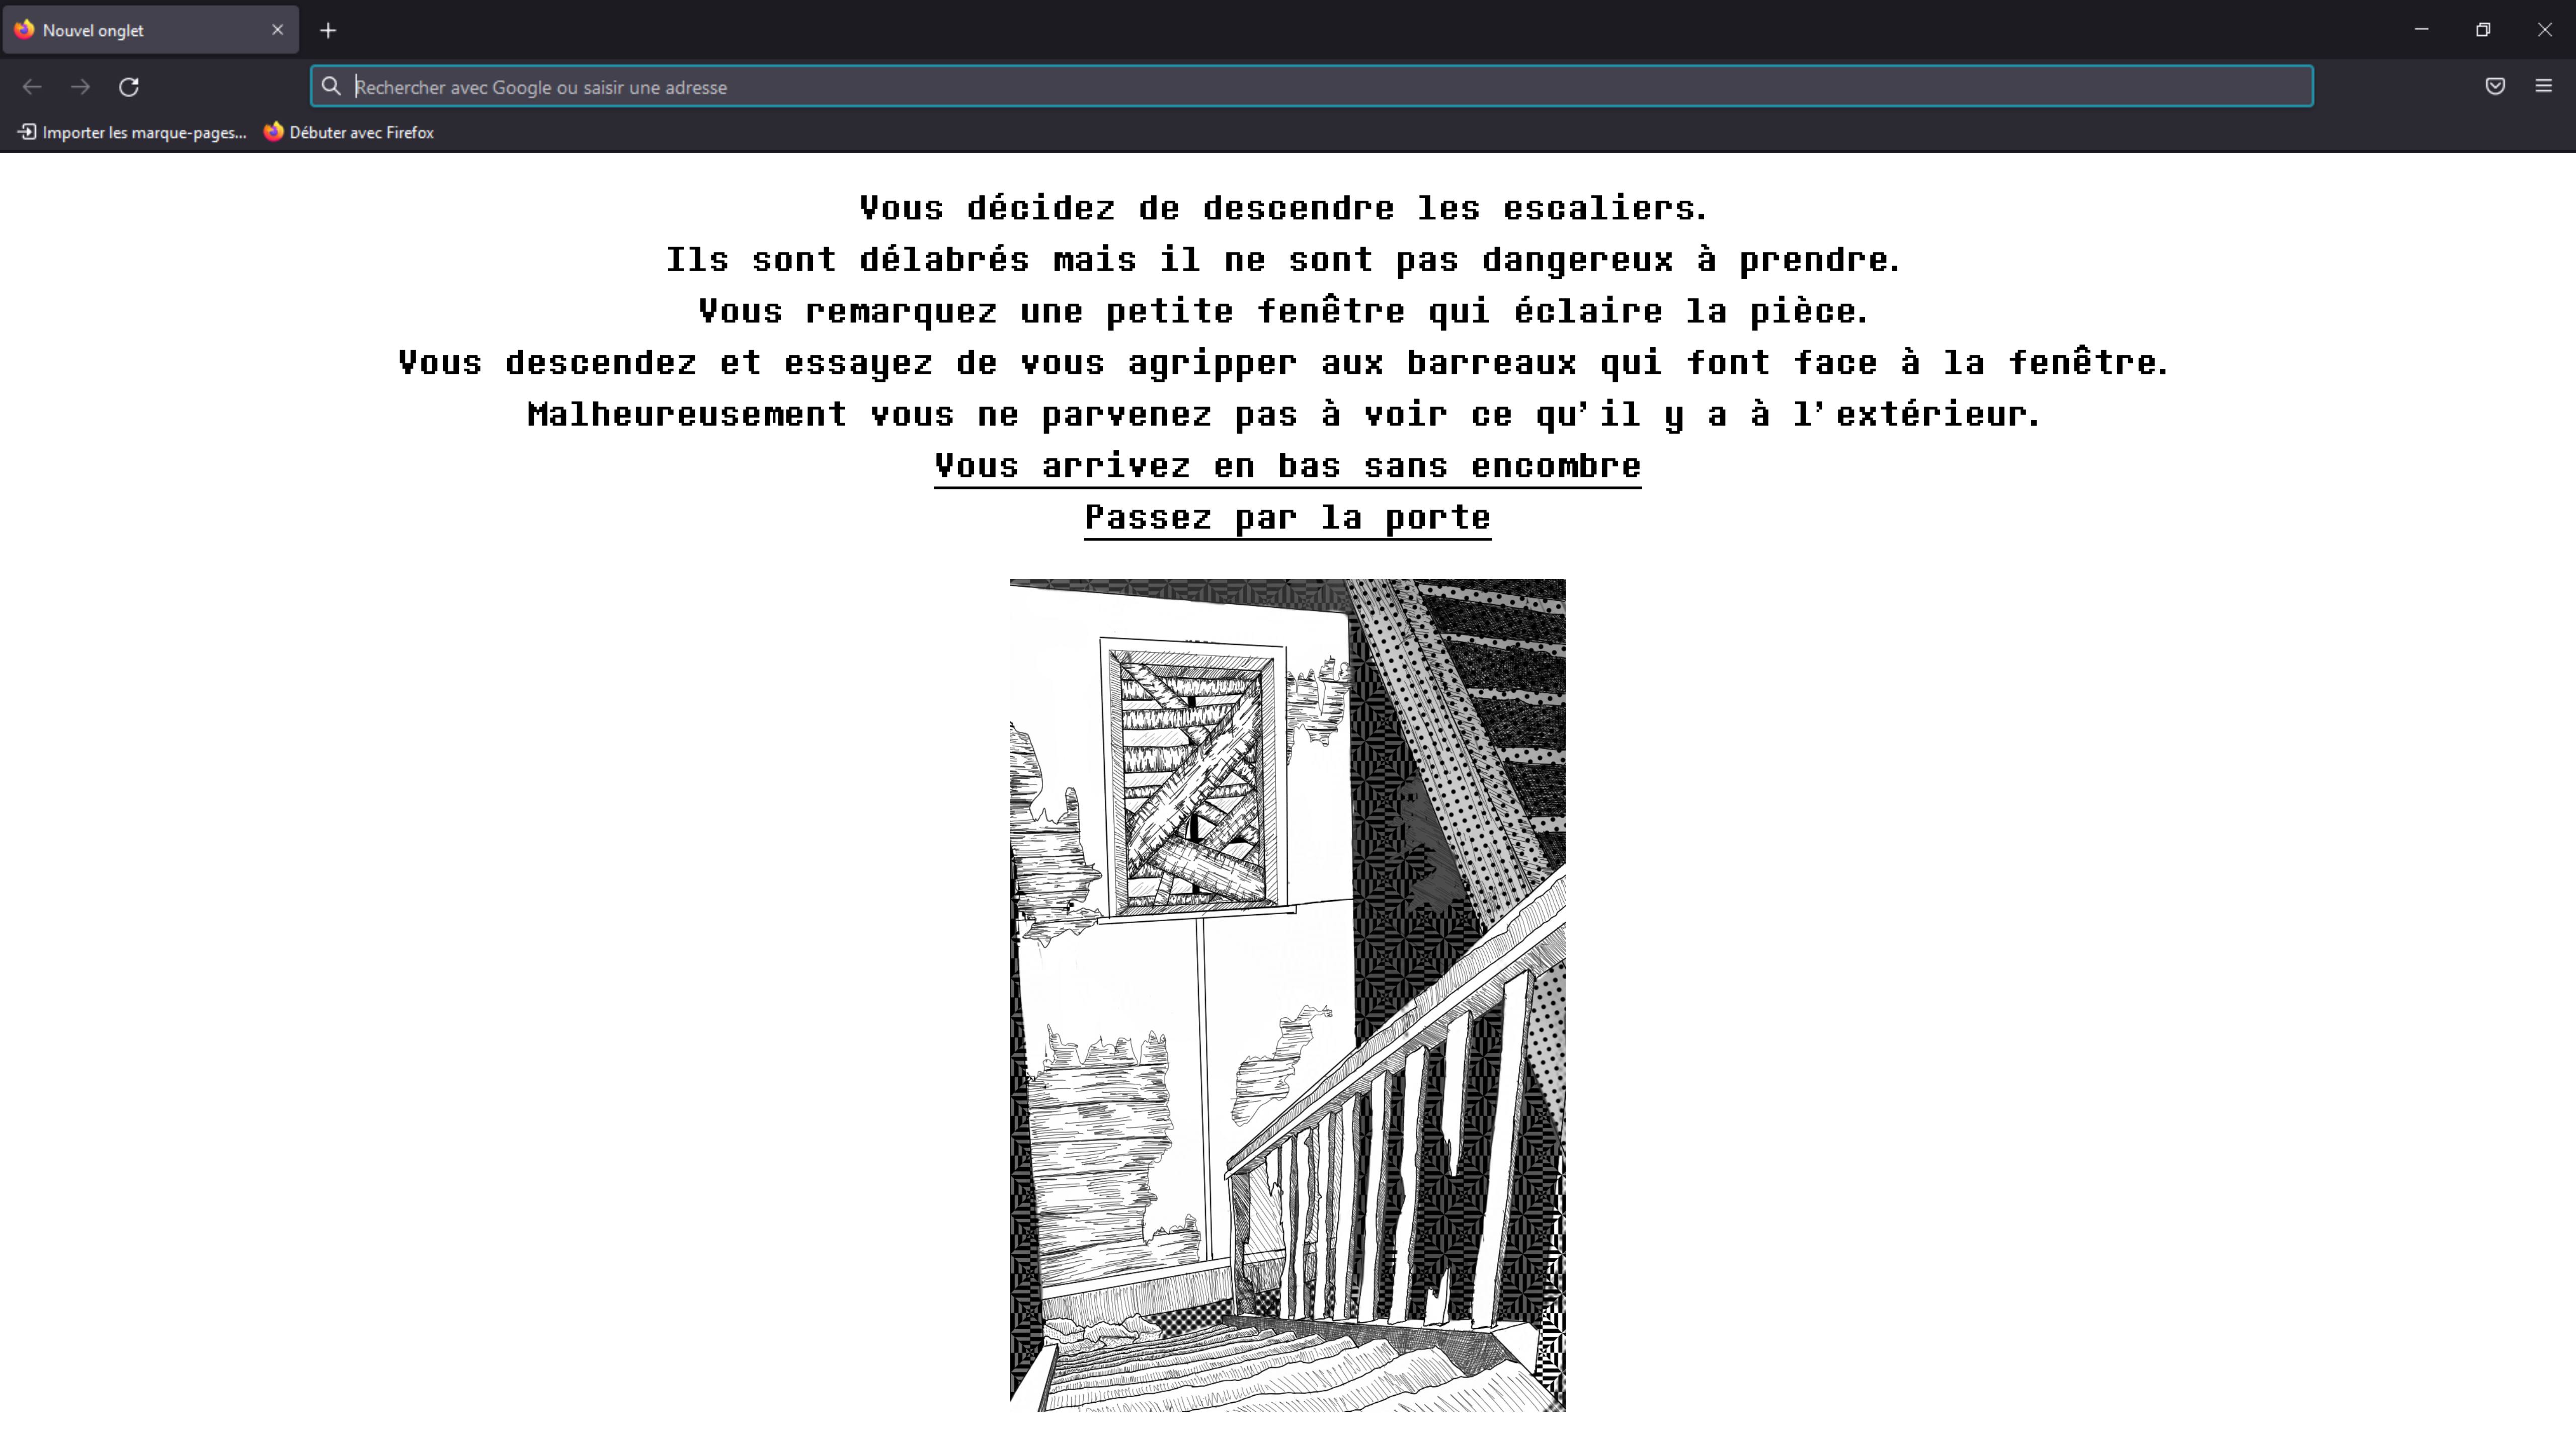 Nouvel onglet
Rechercher avec Google ou saisir une adresse
Importer les marque-pages... Débuter avec Firefox
Vous décidez de descendre les escaliers.
Ils sont délabrés mais il ne sont pas dangereux à prendre.
Vous remarquez une petite fenêtre qui éclaire la pièce.
Vous descendez et essayez de vous agripper aux barreaux qui font face à la fenêtre.
Malheureusement vous ne parvenez pas à voir ce qu'il y a à l'extérieur.
Vous arrivez en bas sans encombre
Passez par la porte